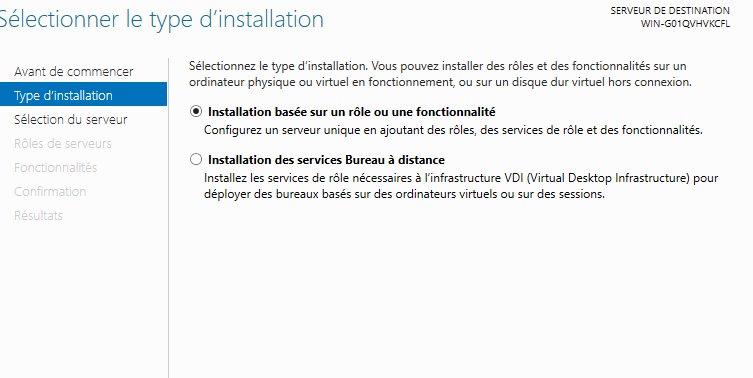 Sélectionner le type d'installation
SERVEUR DE DESTINATION
WIN-G01QVHVKCFL
Avant de commencer
Type d'installation
Sélection du serveur
Rôles de serveurs
Fonctionnalités
Confirmation
Résultats
Sélectionnez le type d'installation. Vous pouvez installer des rôles et des fonctionnalités sur un
ordinateur physique ou virtuel en fonctionnement, ou sur un disque dur virtuel hors connexion.
Installation basée sur un rôle ou une fonctionnalité
Configurez un serveur unique en ajoutant des rôles, des services de rôle et des fonctionnalités.
Installation des services Bureau à distance
Installez les services de rôle nécessaires à l'infrastructure VDI (Virtual Desktop Infrastructure) pour
déployer des bureaux basés sur des ordinateurs virtuels ou sur des sessions.